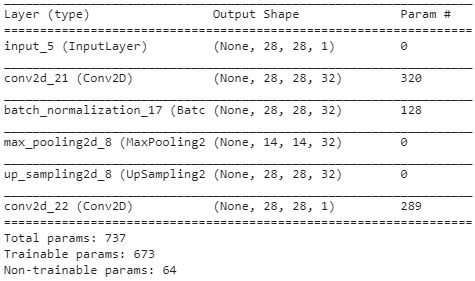 Layer (type) Output Shape Param #
=================================================================
input_5 (InputLayer) (None, 28, 28, 1) 0
_________________________________________________________________
conv2d_21 (Conv2D) (None, 28, 28, 32) 320
_________________________________________________________________
batch_normalization_17 (Batc (None, 28, 28, 32) 128
_________________________________________________________________
max_pooling2d_8 (MaxPooling2 (None, 14, 14, 32) 0
_________________________________________________________________
up_sampling2d_8 (UpSampling2 (None, 28, 28, 32) 0
_________________________________________________________________
conv2d_22 (Conv2D) (None, 28, 28, 1) 289
=================================================================
Total params: 737
Trainable params: 673
Non-trainable params: 64